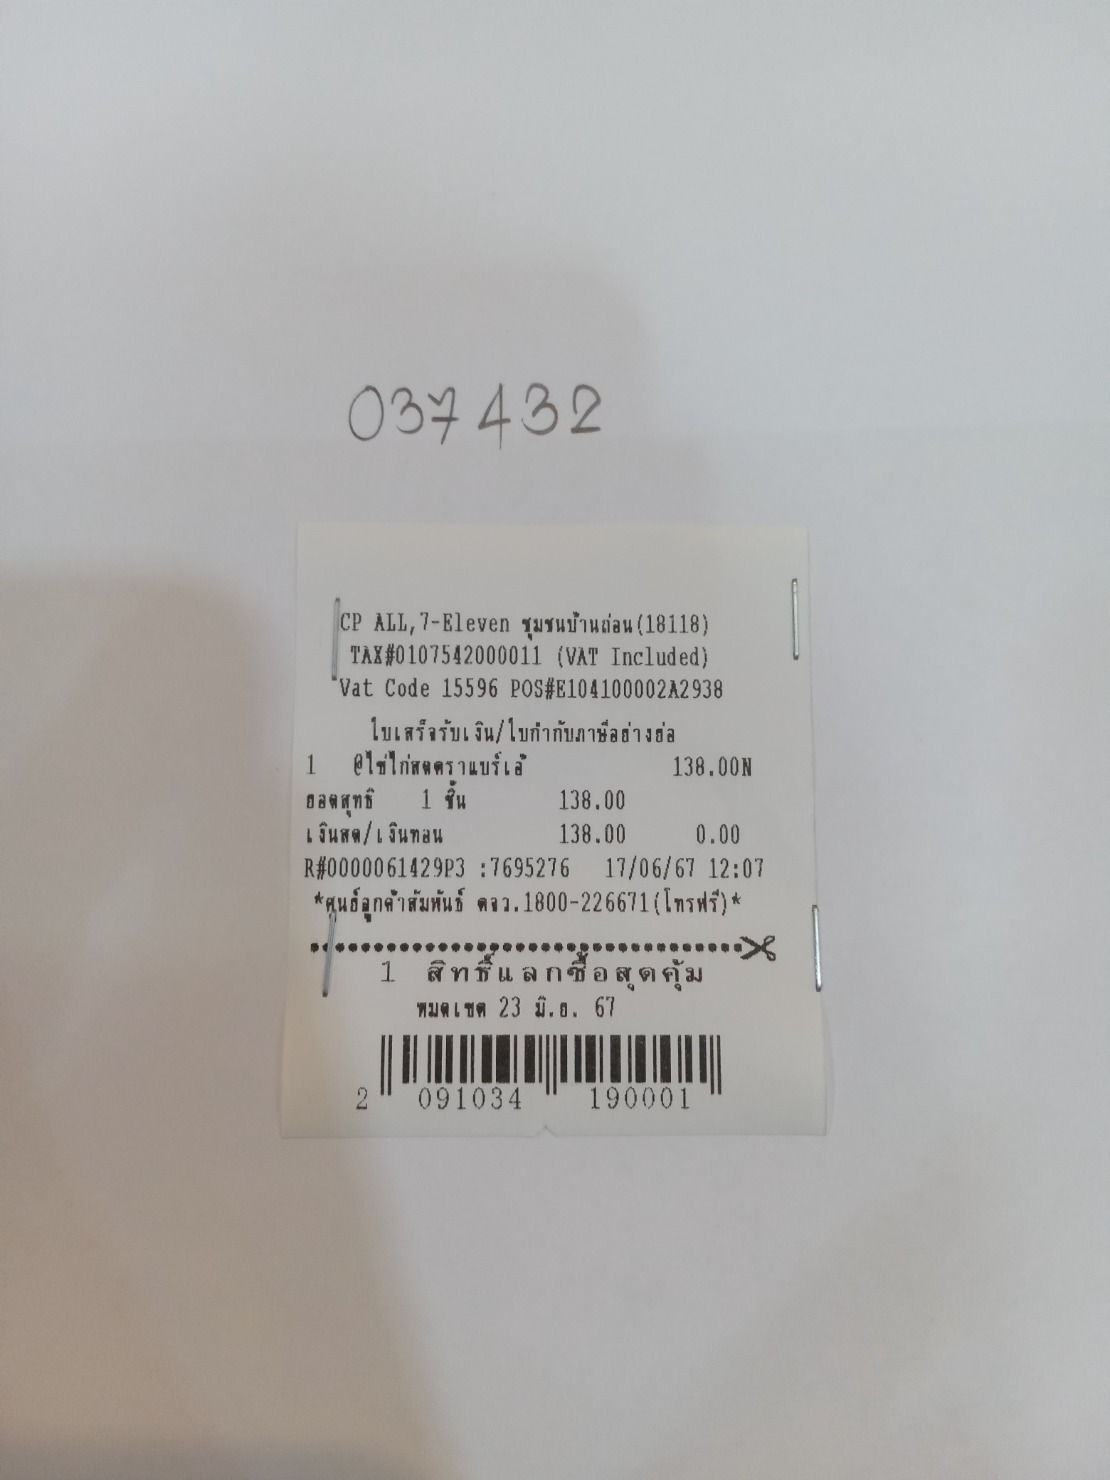 037432
CP ALL,7-Eleven ชุมชนบ้านถ่อน(18118)
TAX#0107542000011 (VAT Included)
Vat Code 15596 POS#E104100002A2938
ใบเสร็จรับเงิน/ใบกำกับภาษีอย่างย่อ
1 @ไข่ไก่สดตราแบร์เอ้ 138.00N
ยอดสุทธิ 1 ชิ้น 138.00
เงินสด/เงินทอน 138.00 0.00
R#0000061429P3 :7695276 17/06/67 12:07
*ศูนย์ลูกค้าสัมพันธ์ ตจว.1800-226671(โทรฟรี)*
1 สิทธิ์แลกซื้อสุดคุ้ม
หมดเขต 23 มิ.ย. 67
2 091034 190001